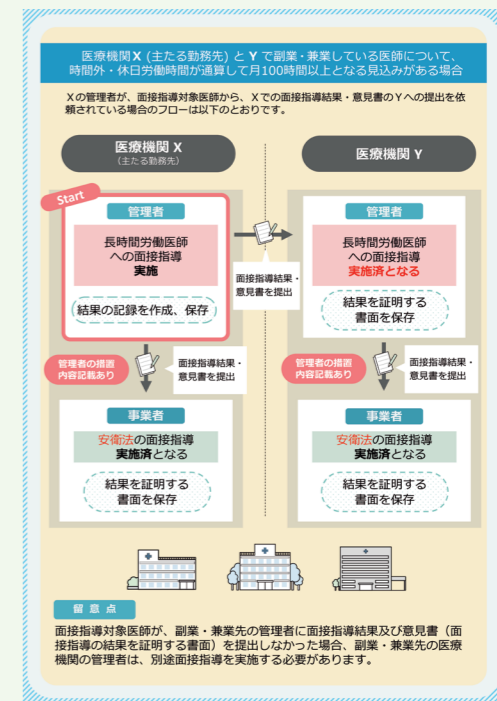 医療機関X (主たる勤務先) と Y で副業・兼業している医師について、
時間外・休日労働時間が通算して月100時間以上となる見込みがある場合
Xの管理者が、面接指導対象医師から、Xでの面接指導結果・意見書のYへの提出を依
頼されている場合のフローは以下のとおりです。
医療機関 X
(主たる勤務先)
医療機関 Y
Start
管理者
長時間労働医師
への面接指導
実施
結果の記録を作成、保存
面接指導結果・
意見書を提出
管理者
長時間労働医師
への面接指導
実施済となる
結果を証明する
書面を保存
管理者の措置
内容記載あり
面接指導結果・
意見書を提出
管理者の措置
内容記載あり
面接指導結果・
意見書を提出
事業者
安衛法の面接指導
実施済となる
結果を証明する
書面を保存
事業者
安衛法の面接指導
実施済となる
結果を証明する
書面を保存
留意点
面接指導対象医師が、副業・兼業先の管理者に面接指導結果及び意見書（面
接指導の結果を証明する書面）を提出しなかった場合、副業・兼業先の医療
機関の管理者は、別途面接指導を実施する必要があります。